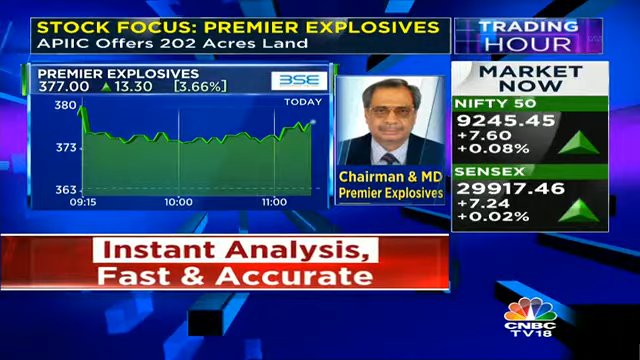 STOCK FOCUS: PREMIER EXPLOSIVES
APIIC Offers 202 Acres Land
TRADING
HOUR
PREMIER EXPLOSIVES
377.00 ▲ 13.30 [3.66%]
BSE
TODAY
380
373
363
09:15 10:00 11:00
Chairman & MD
Premier Explosives
MARKET
NOW
NIFTY 50
9245.45
+7.60
+0.08%
SENSEX
29917.46
+7.24
+0.02%
Instant Analysis,
Fast & Accurate
CNBC
TV18